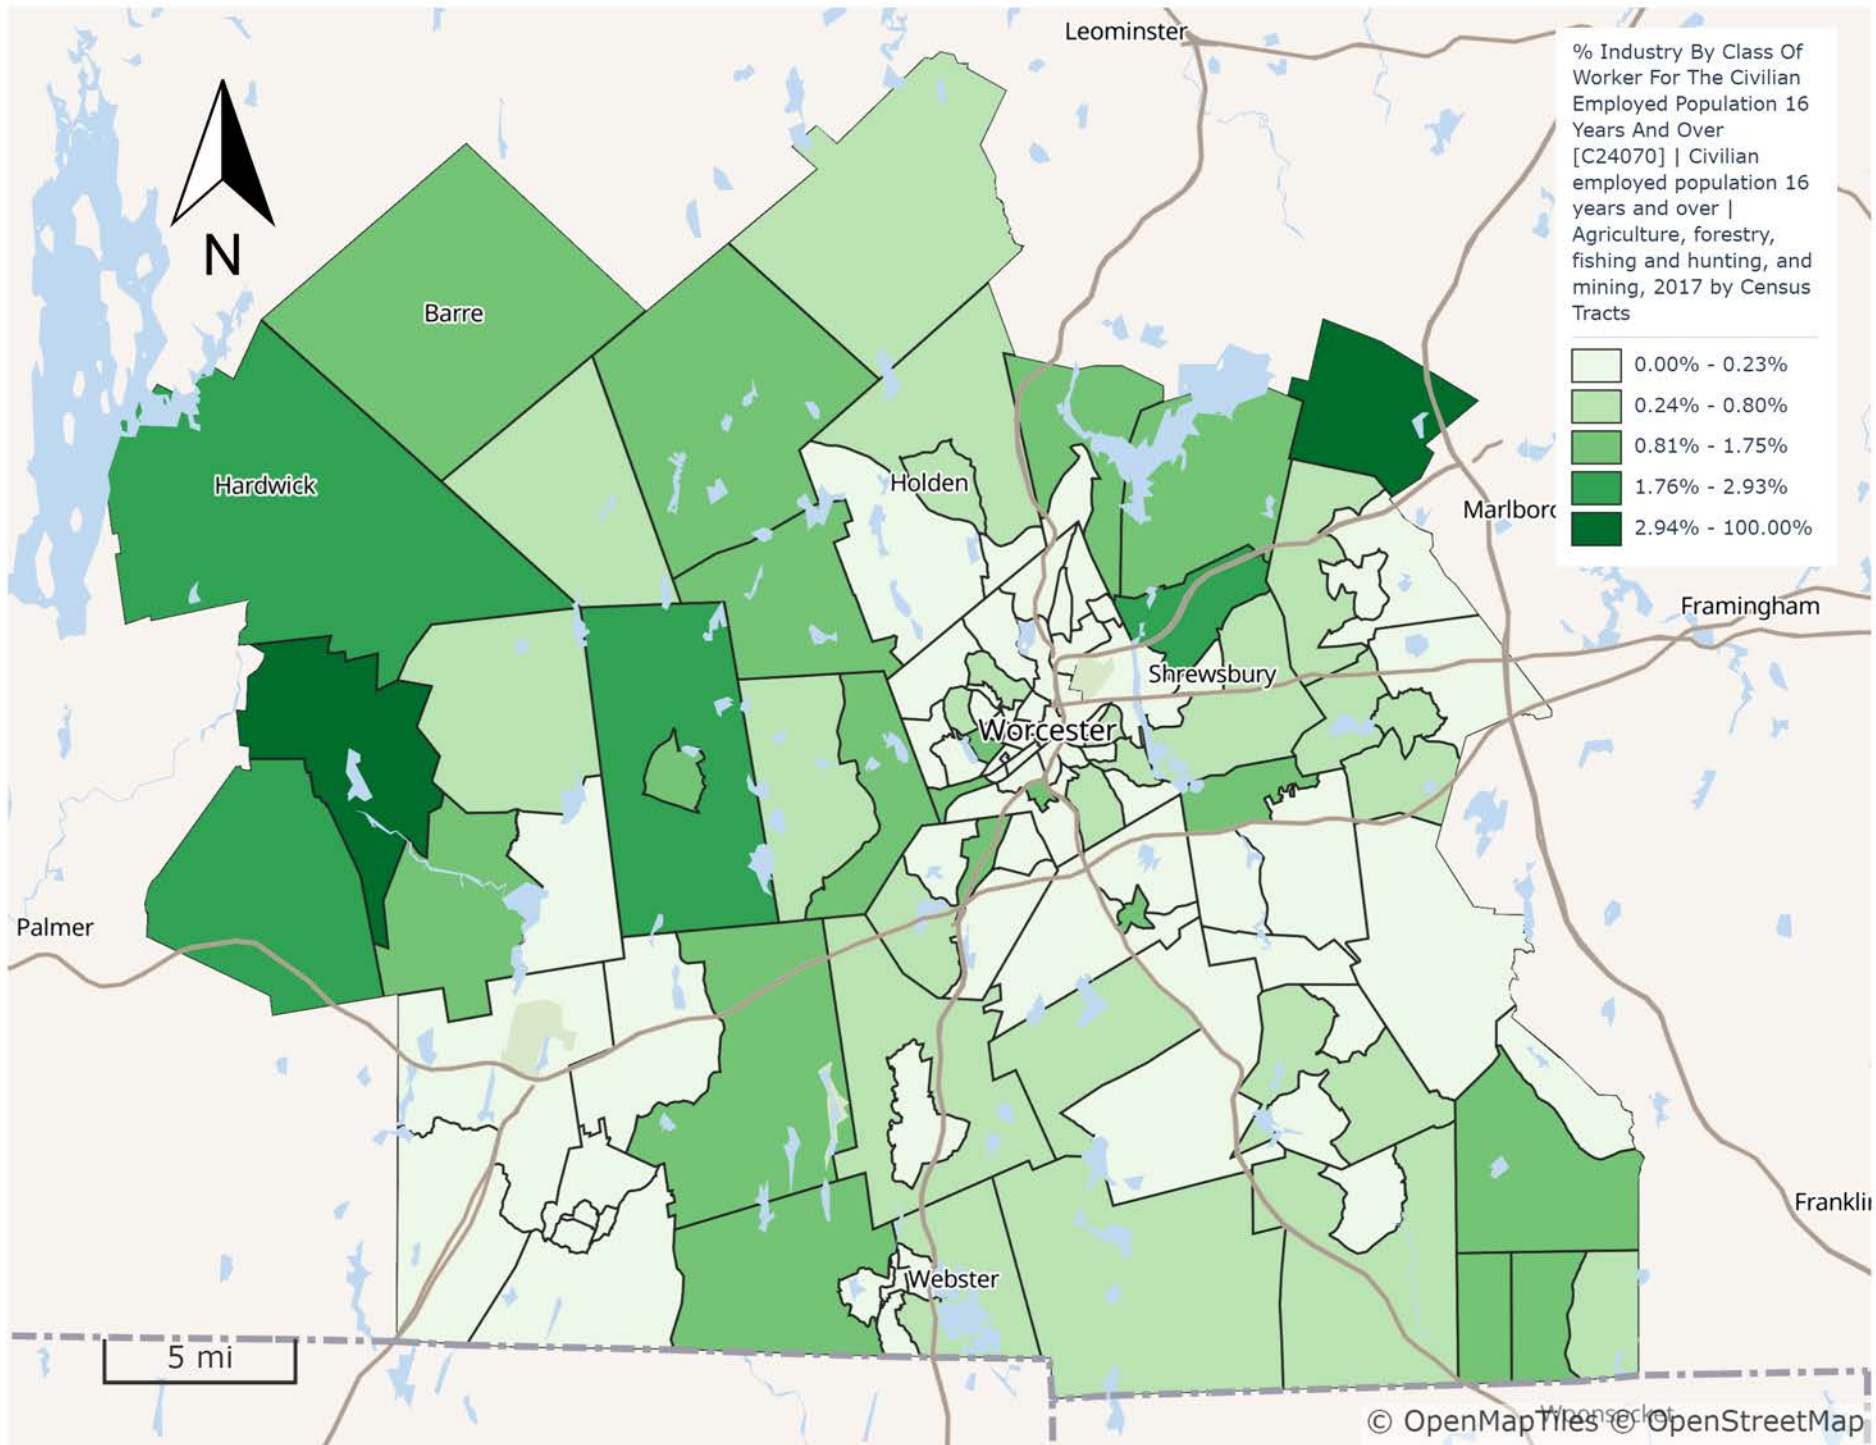 Leominster
% Industry By Class Of
Worker For The Civilian
Employed Population 16
Years And Over
[C24070] | Civilian
employed population 16
years and over |
Agriculture, forestry,
fishing and hunting, and
mining, 2017 by Census
Tracts
0.00% - 0.23%
0.24% - 0.80%
0.81% - 1.75%
1.76% - 2.93%
2.94% - 100.00%
N
Barre
Hardwick
Holden
Marlborc
Framingham
Shrewsbury
Worcester
Palmer
Franklii
Webster
5 mi
Woonsocket
© OpenMapTiles © OpenStreetMap